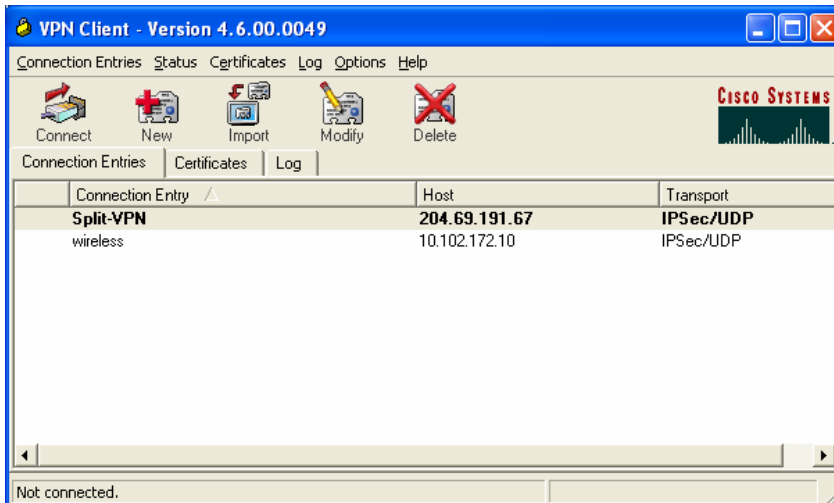 VPN Client - Version 4.6.00.0049
Connection Entries Status Certificates Log Options Help
Connect New Import Modify Delete
CISCO SYSTEMS
Connection Entries Certificates Log
Connection Entry Host Transport
Split-VPN 204.69.191.67 IPSec/UDP
wireless 10.102.172.10 IPSec/UDP
Not connected.